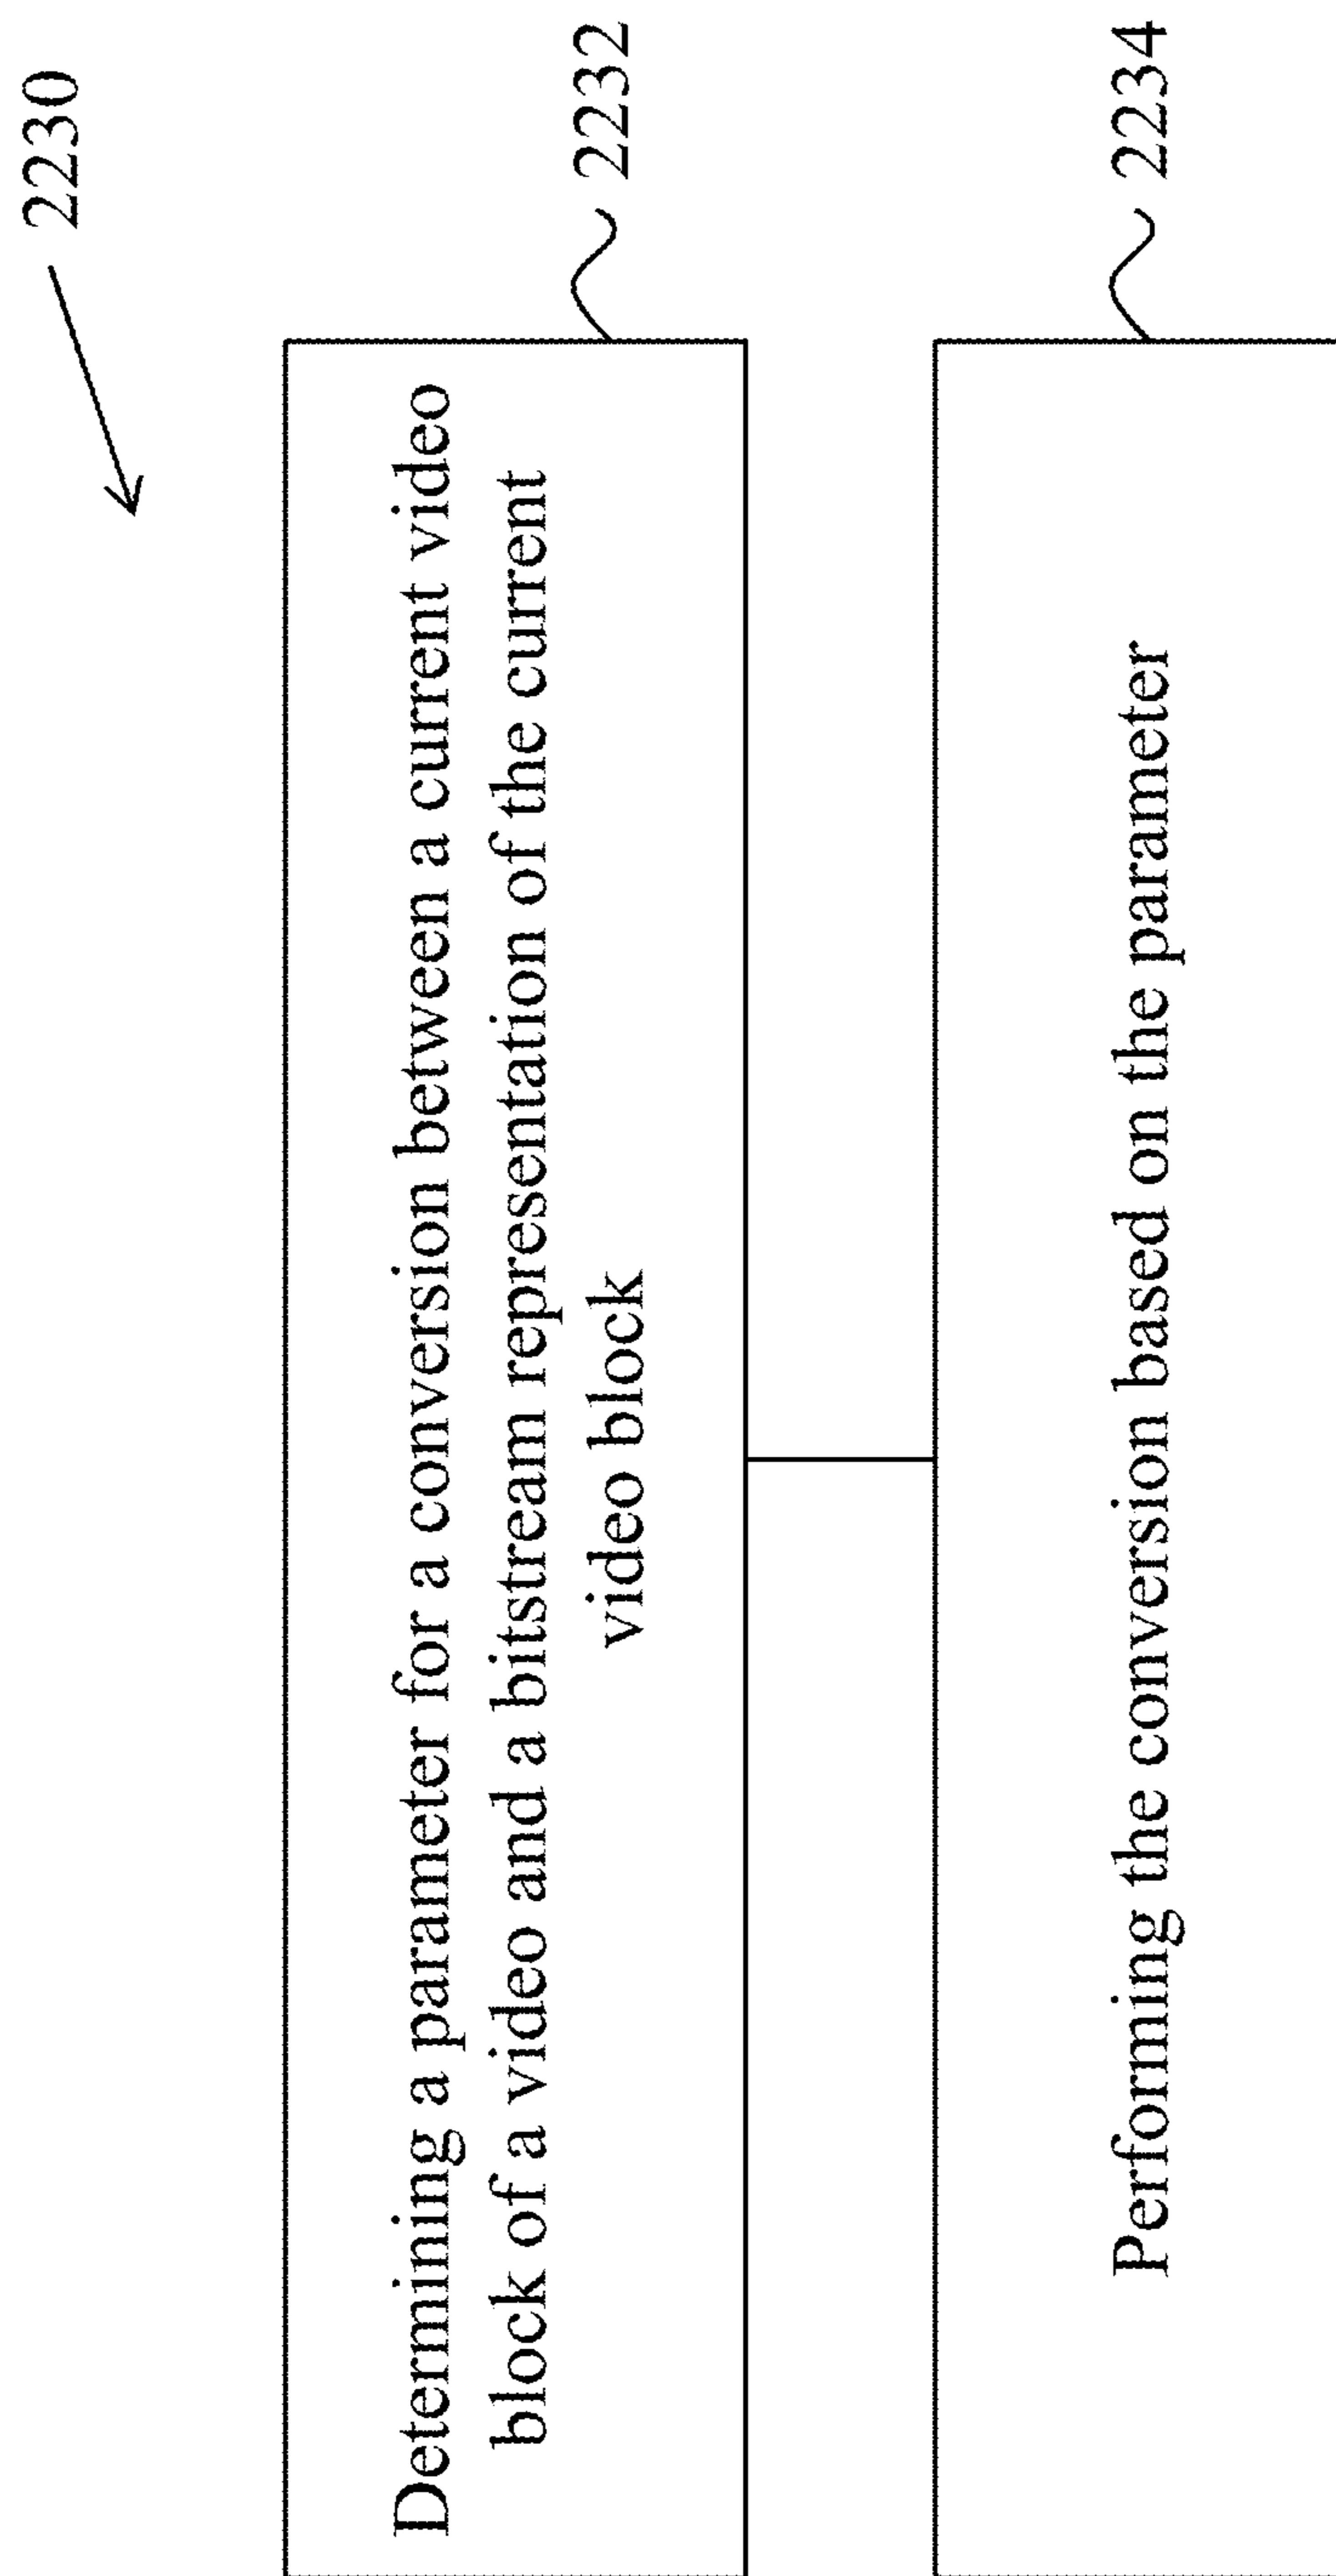 2230
Determining a parameter for a conversion between a current video
block of a video and a bitstream representation of the current
video block
2232
Performing the conversion based on the parameter
2234